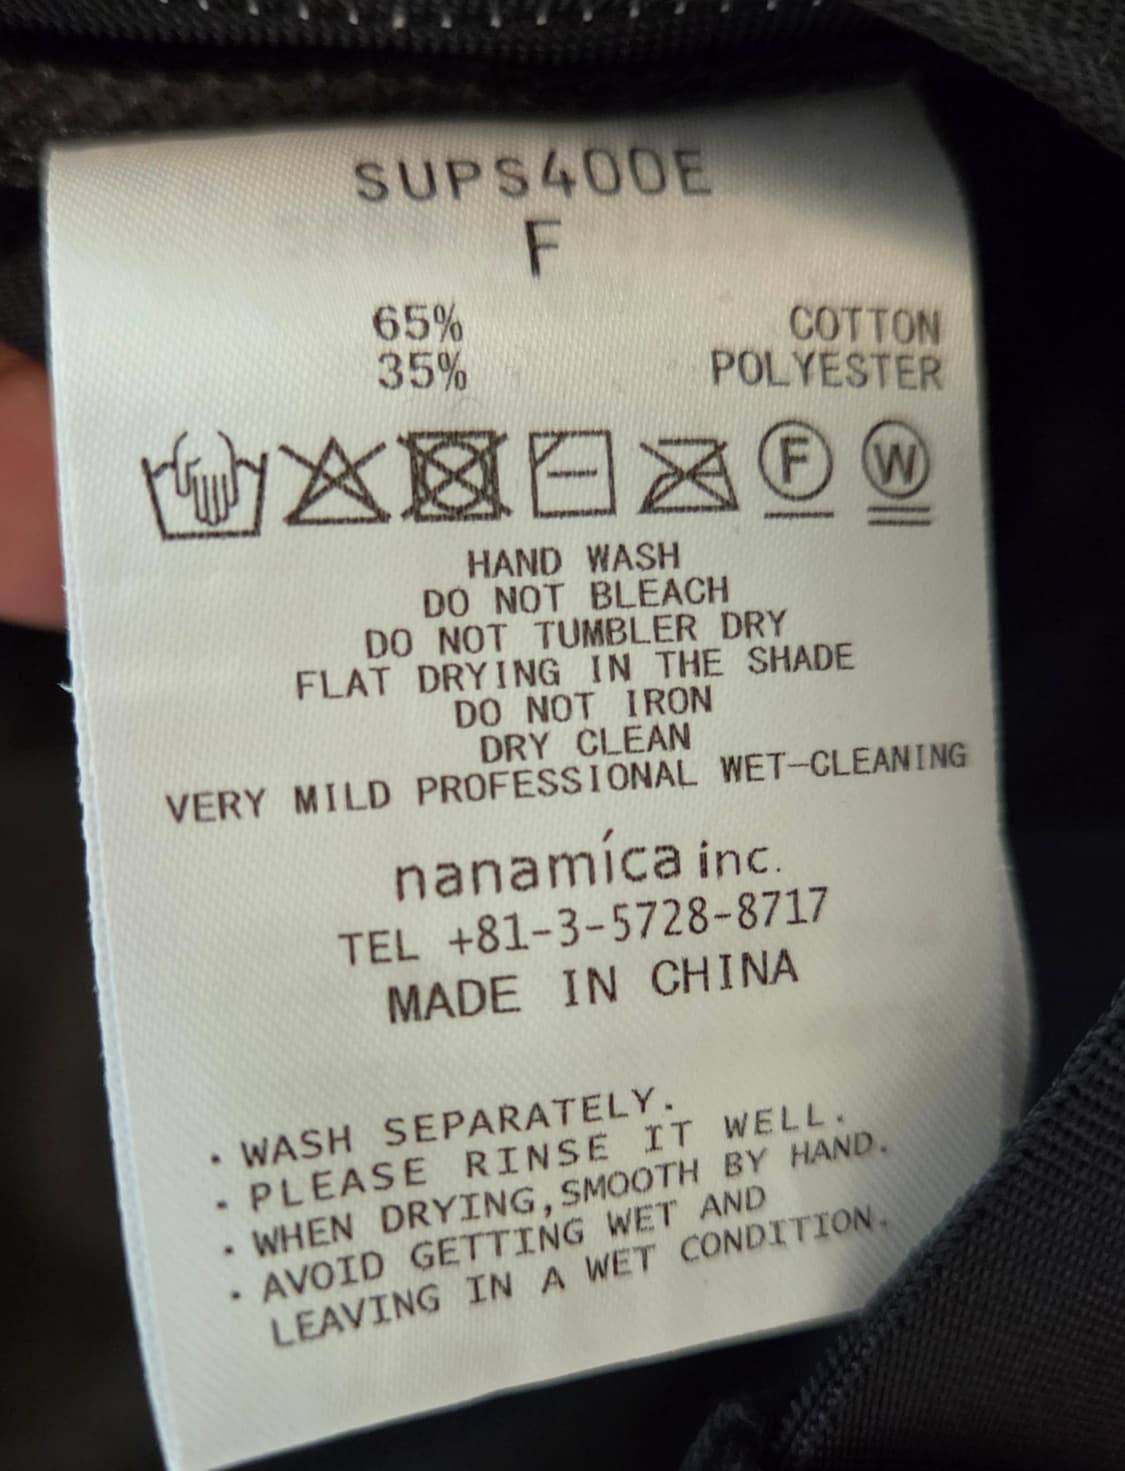 SUPS400E
F
65% COTTON
35% POLYESTER
F W
HAND WASH
DO NOT BLEACH
DO NOT TUMBLER DRY
FLAT DRYING IN THE SHADE
DO NOT IRON
DRY CLEAN
VERY MILD PROFESSIONAL WET-CLEANING
nanamíca inc.
TEL +81-3-5728-8717
MADE IN CHINA
・WASH SEPARATELY.
・PLEASE RINSE IT WELL.
・WHEN DRYING,SMOOTH BY HAND.
・AVOID GETTING WET AND
LEAVING IN A WET CONDITION.